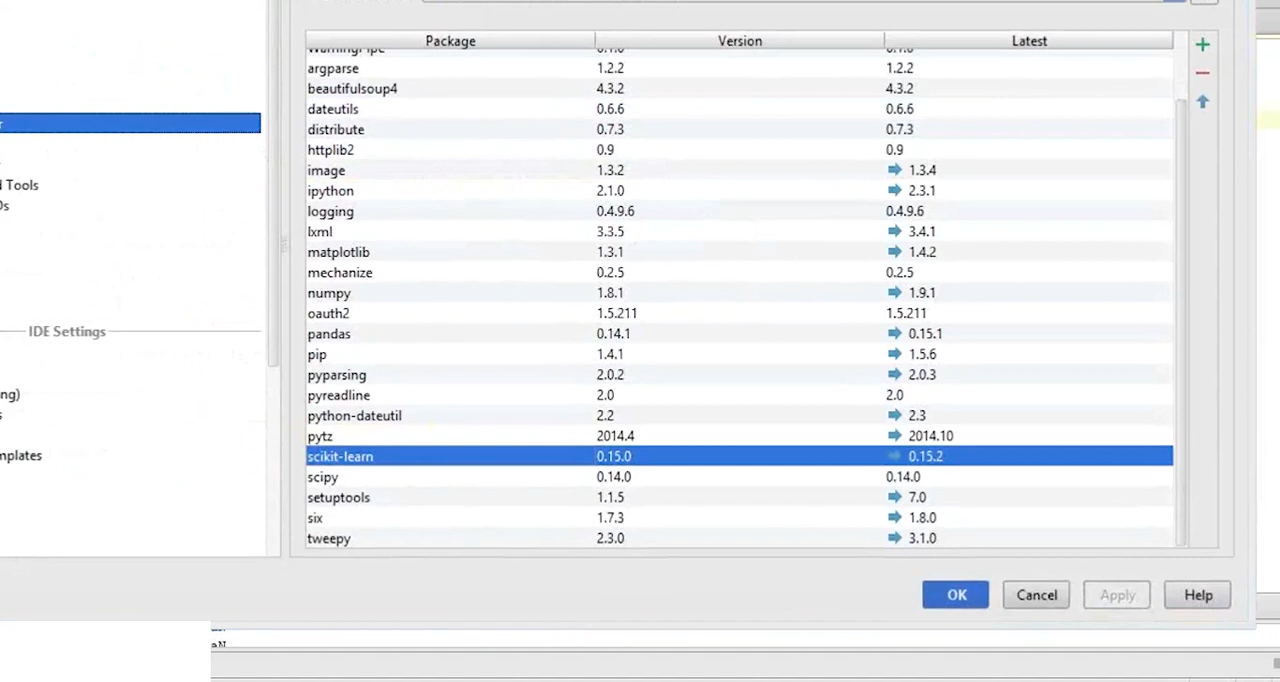 Package Version Latest
WarningPipe 0.1.0 0.1.0
argparse 1.2.2 1.2.2
beautifulsoup4 4.3.2 4.3.2
dateutils 0.6.6 0.6.6
distribute 0.7.3 0.7.3
httplib2 0.9 0.9
image 1.3.2 1.3.4
d Tools
ipython 2.1.0 2.3.1
Os
logging 0.4.9.6 0.4.9.6
lxml 3.3.5 3.4.1
matplotlib 1.3.1 1.4.2
mechanize 0.2.5 0.2.5
numpy 1.8.1 1.9.1
oauth2 1.5.211 1.5.211
IDE Settings
pandas 0.14.1 0.15.1
pip 1.4.1 1.5.6
pyparsing 2.0.2 2.0.3
ng)
pyreadline 2.0 2.0
s
python-dateutil 2.2 2.3
pytz 2014.4 2014.10
mplates
scikit-learn 0.15.0 0.15.2
scipy 0.14.0 0.14.0
setuptools 1.1.5 7.0
six 1.7.3 1.8.0
tweepy 2.3.0 3.1.0
OK Cancel Apply Help
aN